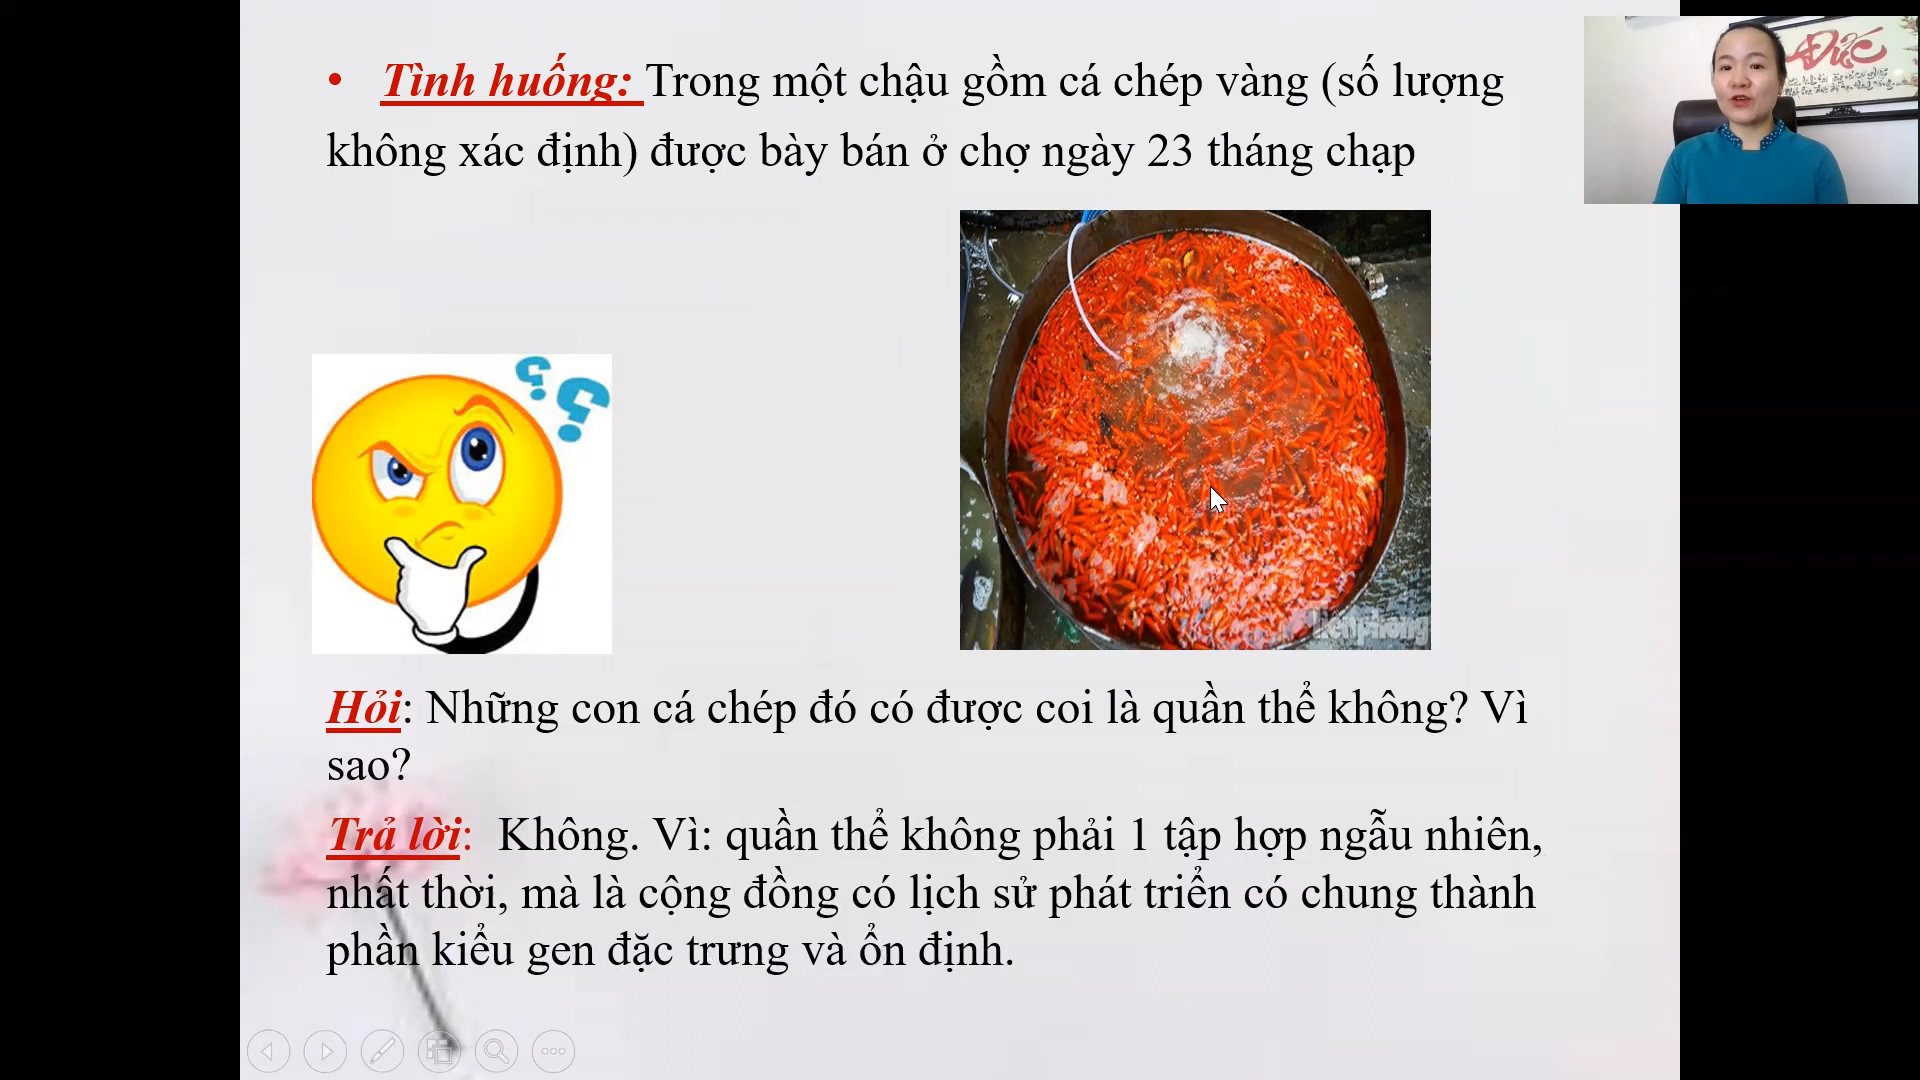 • Tình huống: Trong một chậu gồm cá chép vàng (số lượng
không xác định) được bày bán ở chợ ngày 23 tháng chạp
Đức
??
Tienphong
Hỏi: Những con cá chép đó có được coi là quần thể không? Vì
sao?
Trả lời: Không. Vì: quần thể không phải 1 tập hợp ngẫu nhiên,
nhất thời, mà là cộng đồng có lịch sử phát triển có chung thành
phần kiểu gen đặc trưng và ổn định.